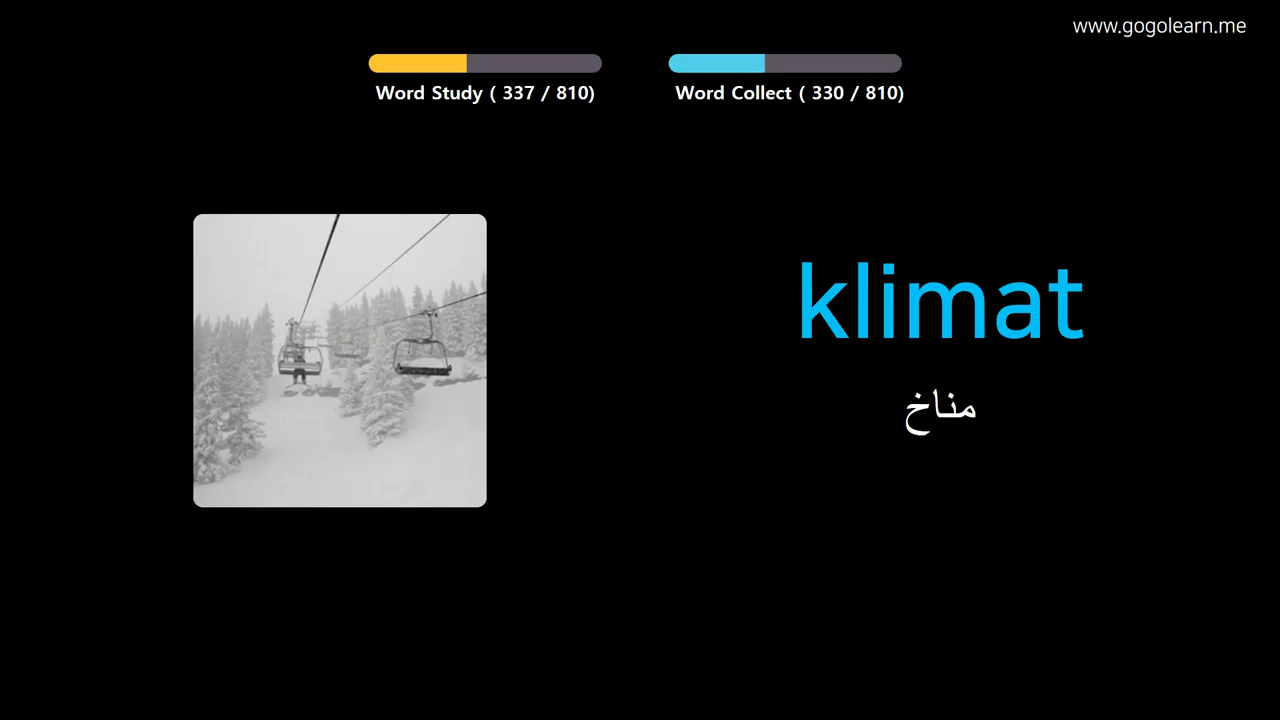 www.gogolearn.me
Word Study ( 337 / 810)
Word Collect ( 330 / 810)
klimat
مناخ